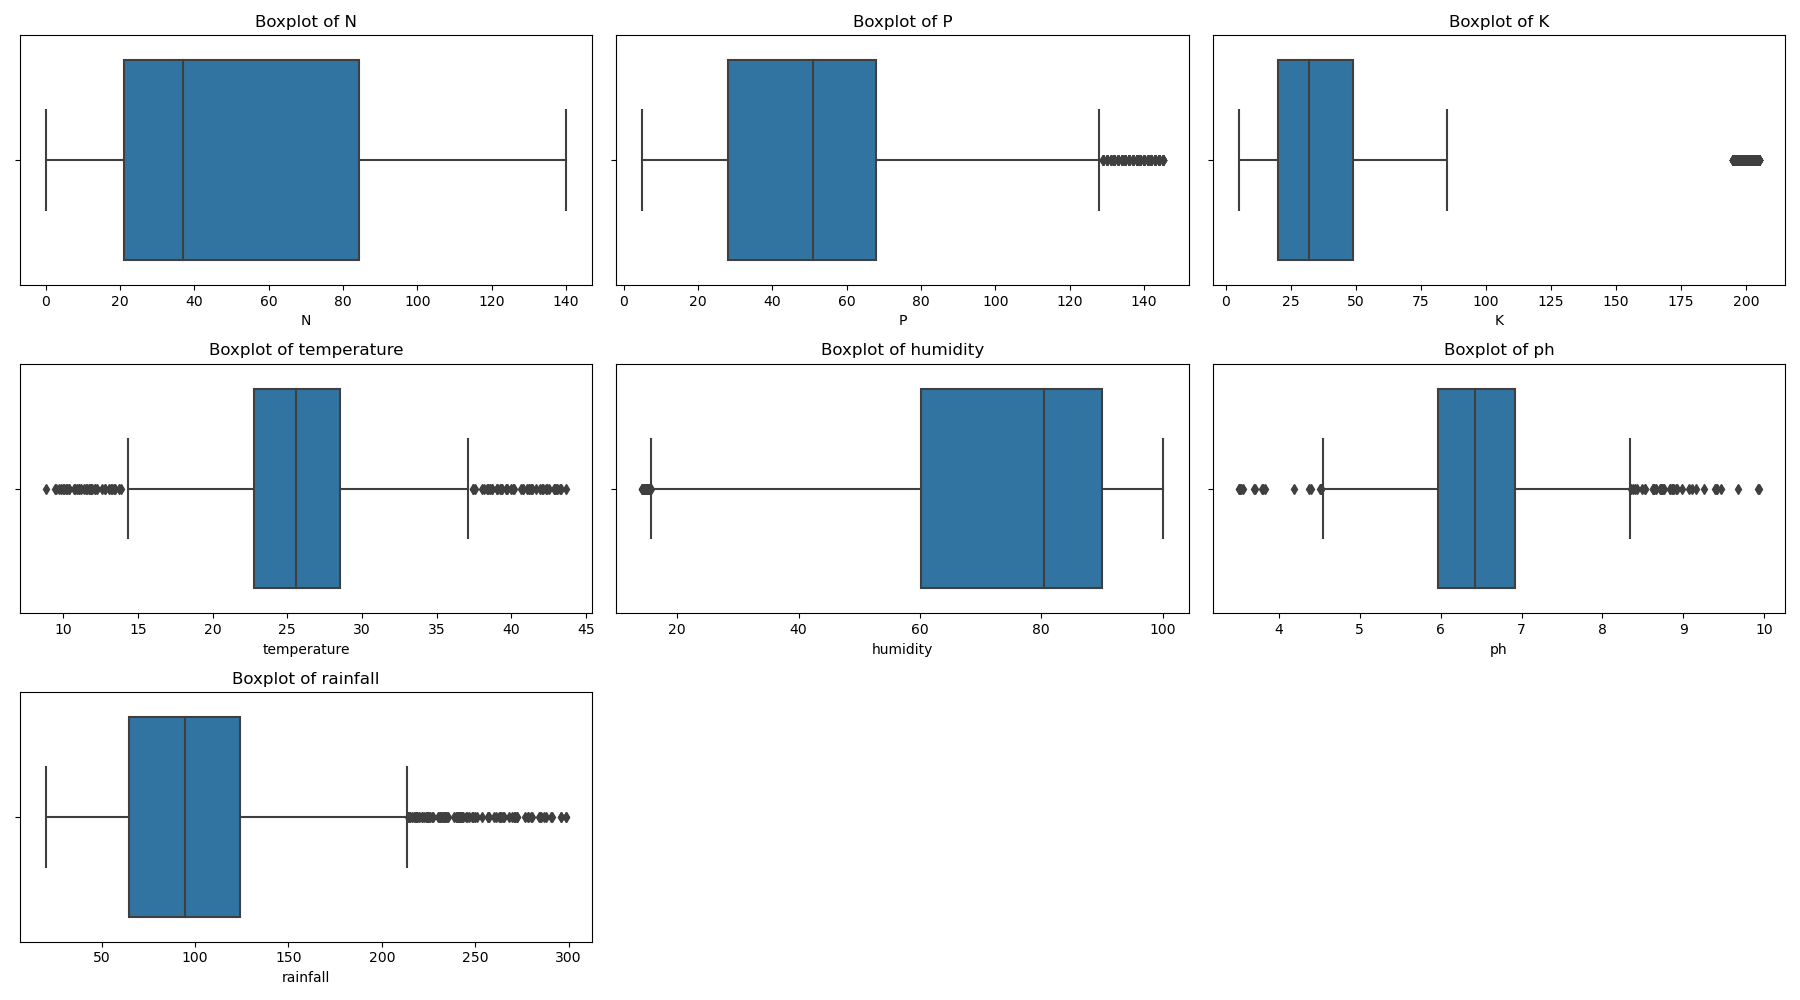 Boxplot of N
0 20 40 60 80 100 120 140
N
Boxplot of P
0 20 40 60 80 100 120 140
P
Boxplot of K
0 25 50 75 100 125 150 175 200
K
Boxplot of temperature
10 15 20 25 30 35 40 45
temperature
Boxplot of humidity
20 40 60 80 100
humidity
Boxplot of ph
4 5 6 7 8 9 10
ph
Boxplot of rainfall
50 100 150 200 250 300
rainfall